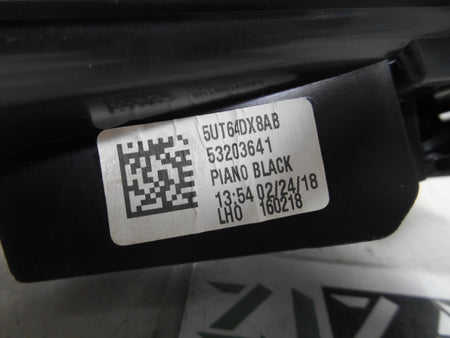 5UT64DX8AB
53203641
PIANO BLACK
13:54 02/24/18
LHO 160218